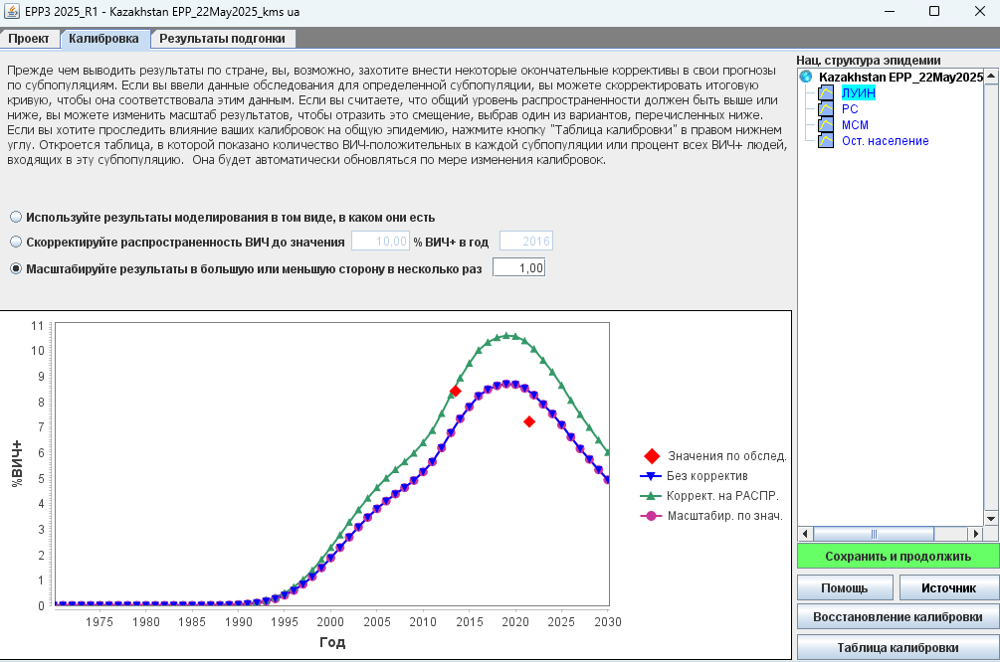 EPP3 2025_R1 - Kazakhstan EPP_22May2025_kms ua
Проект
Калибровка
Результаты подгонки
Прежде чем выводить результаты по стране, вы, возможно, захотите внести некоторые окончательные коррективы в свои прогнозы
по субпопуляциям. Если вы ввели данные обследования для определенной субпопуляции, вы можете скорректировать итоговую
кривую, чтобы она соответствовала этим данным. Если вы считаете, что общий уровень распространенности должен быть выше или
ниже, вы можете изменить масштаб результатов, чтобы отразить это смещение, выбрав один из вариантов, перечисленных ниже.
Если вы хотите проследить влияние ваших калибровок на общую эпидемию, нажмите кнопку "Таблица калибровки" в правом нижнем
углу. Откроется таблица, в которой показано количество ВИЧ-положительных в каждой субпопуляции или процент всех ВИЧ+ людей,
входящих в эту субпопуляцию. Она будет автоматически обновляться по мере изменения калибровок.
Используйте результаты моделирования в том виде, в каком они есть
Скорректируйте распространенность ВИЧ до значения 10,00 % ВИЧ+ в год 2016
Масштабируйте результаты в большую или меньшую сторону в несколько раз 1,00
Нац. структура эпидемии
Kazakhstan EPP_22May2025
ЛУИН
РС
МСМ
Ост. население
%ВИЧ+
11
10
9
8
7
6
5
4
3
2
1
0
1975 1980 1985 1990 1995 2000 2005 2010 2015 2020 2025 2030
Год
Значения по обслед.
Без корректив
Коррект. на РАСПР.
Масштабир. по знач.
Сохранить и продолжить
Помощь
Источник
Восстановление калибровки
Таблица калибровки